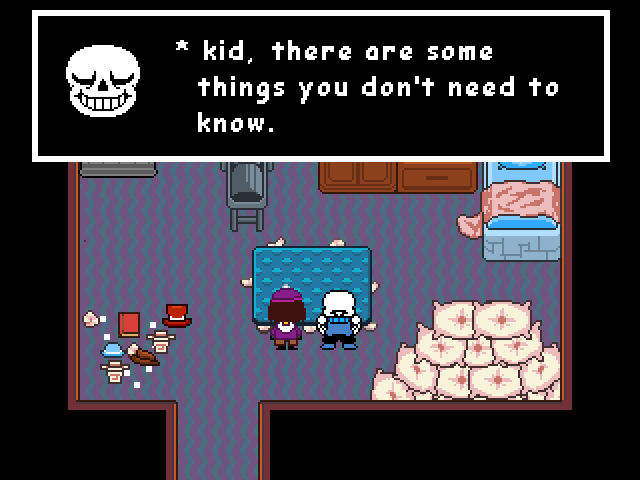 * kid, there are some
things you don't need to
know.